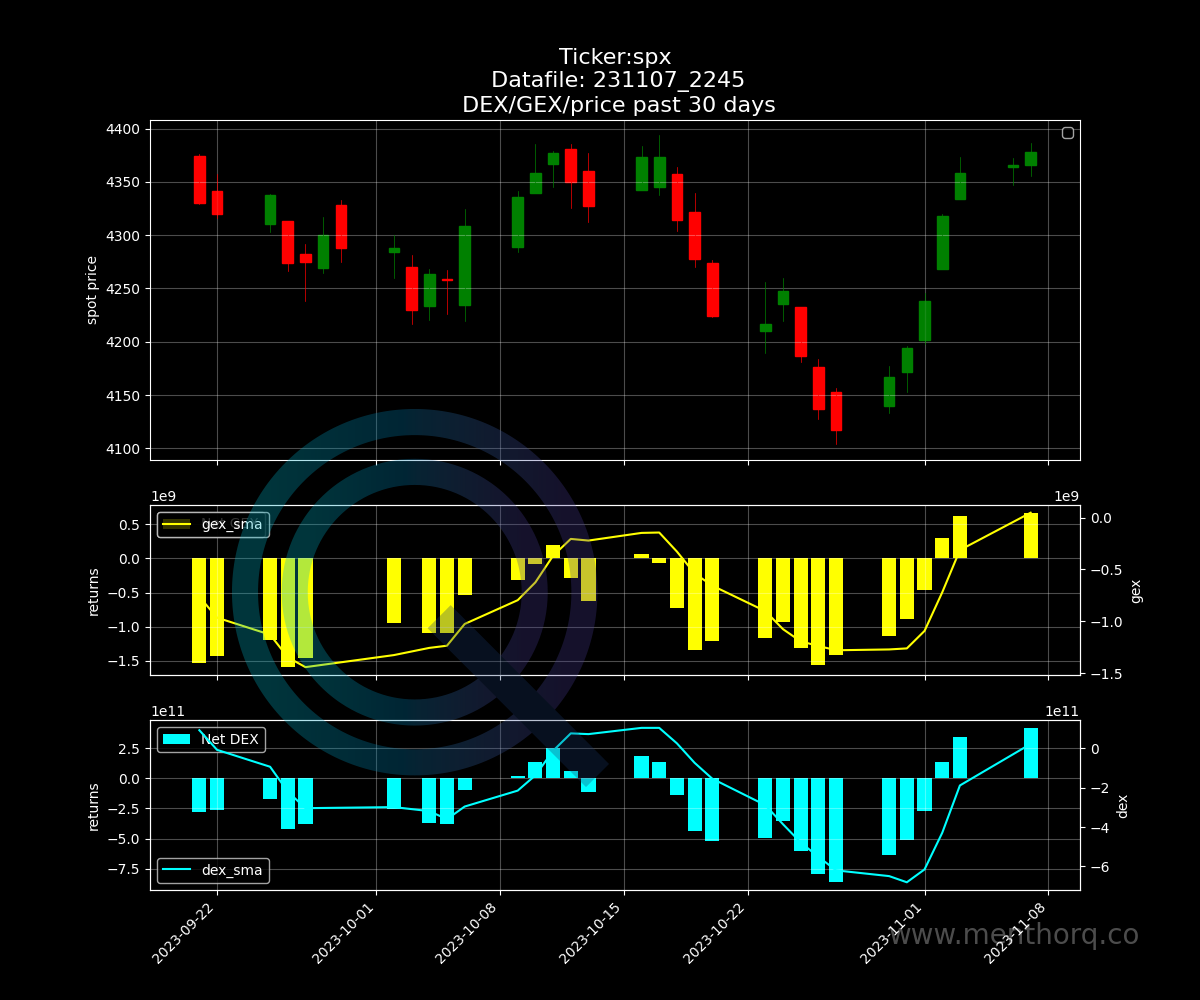 Ticker:spx
Datafile: 231107_2245
DEX/GEX/price past 30 days
4400
4350
4300
4250
4200
4150
4100
spot price
1e9
1e9
gex_sma
0.5
0.0
−0.5
−1.0
−1.5
returns
0.0
−0.5
−1.0
−1.5
gex
1e11
1e11
Net DEX
2.5
0.0
−2.5
−5.0
−7.5
returns
dex_sma
0
−2
−4
−6
dex
2023-09-22
2023-10-01
2023-10-08
2023-10-15
2023-10-22
2023-11-01
2023-11-08
www.menthorq.co